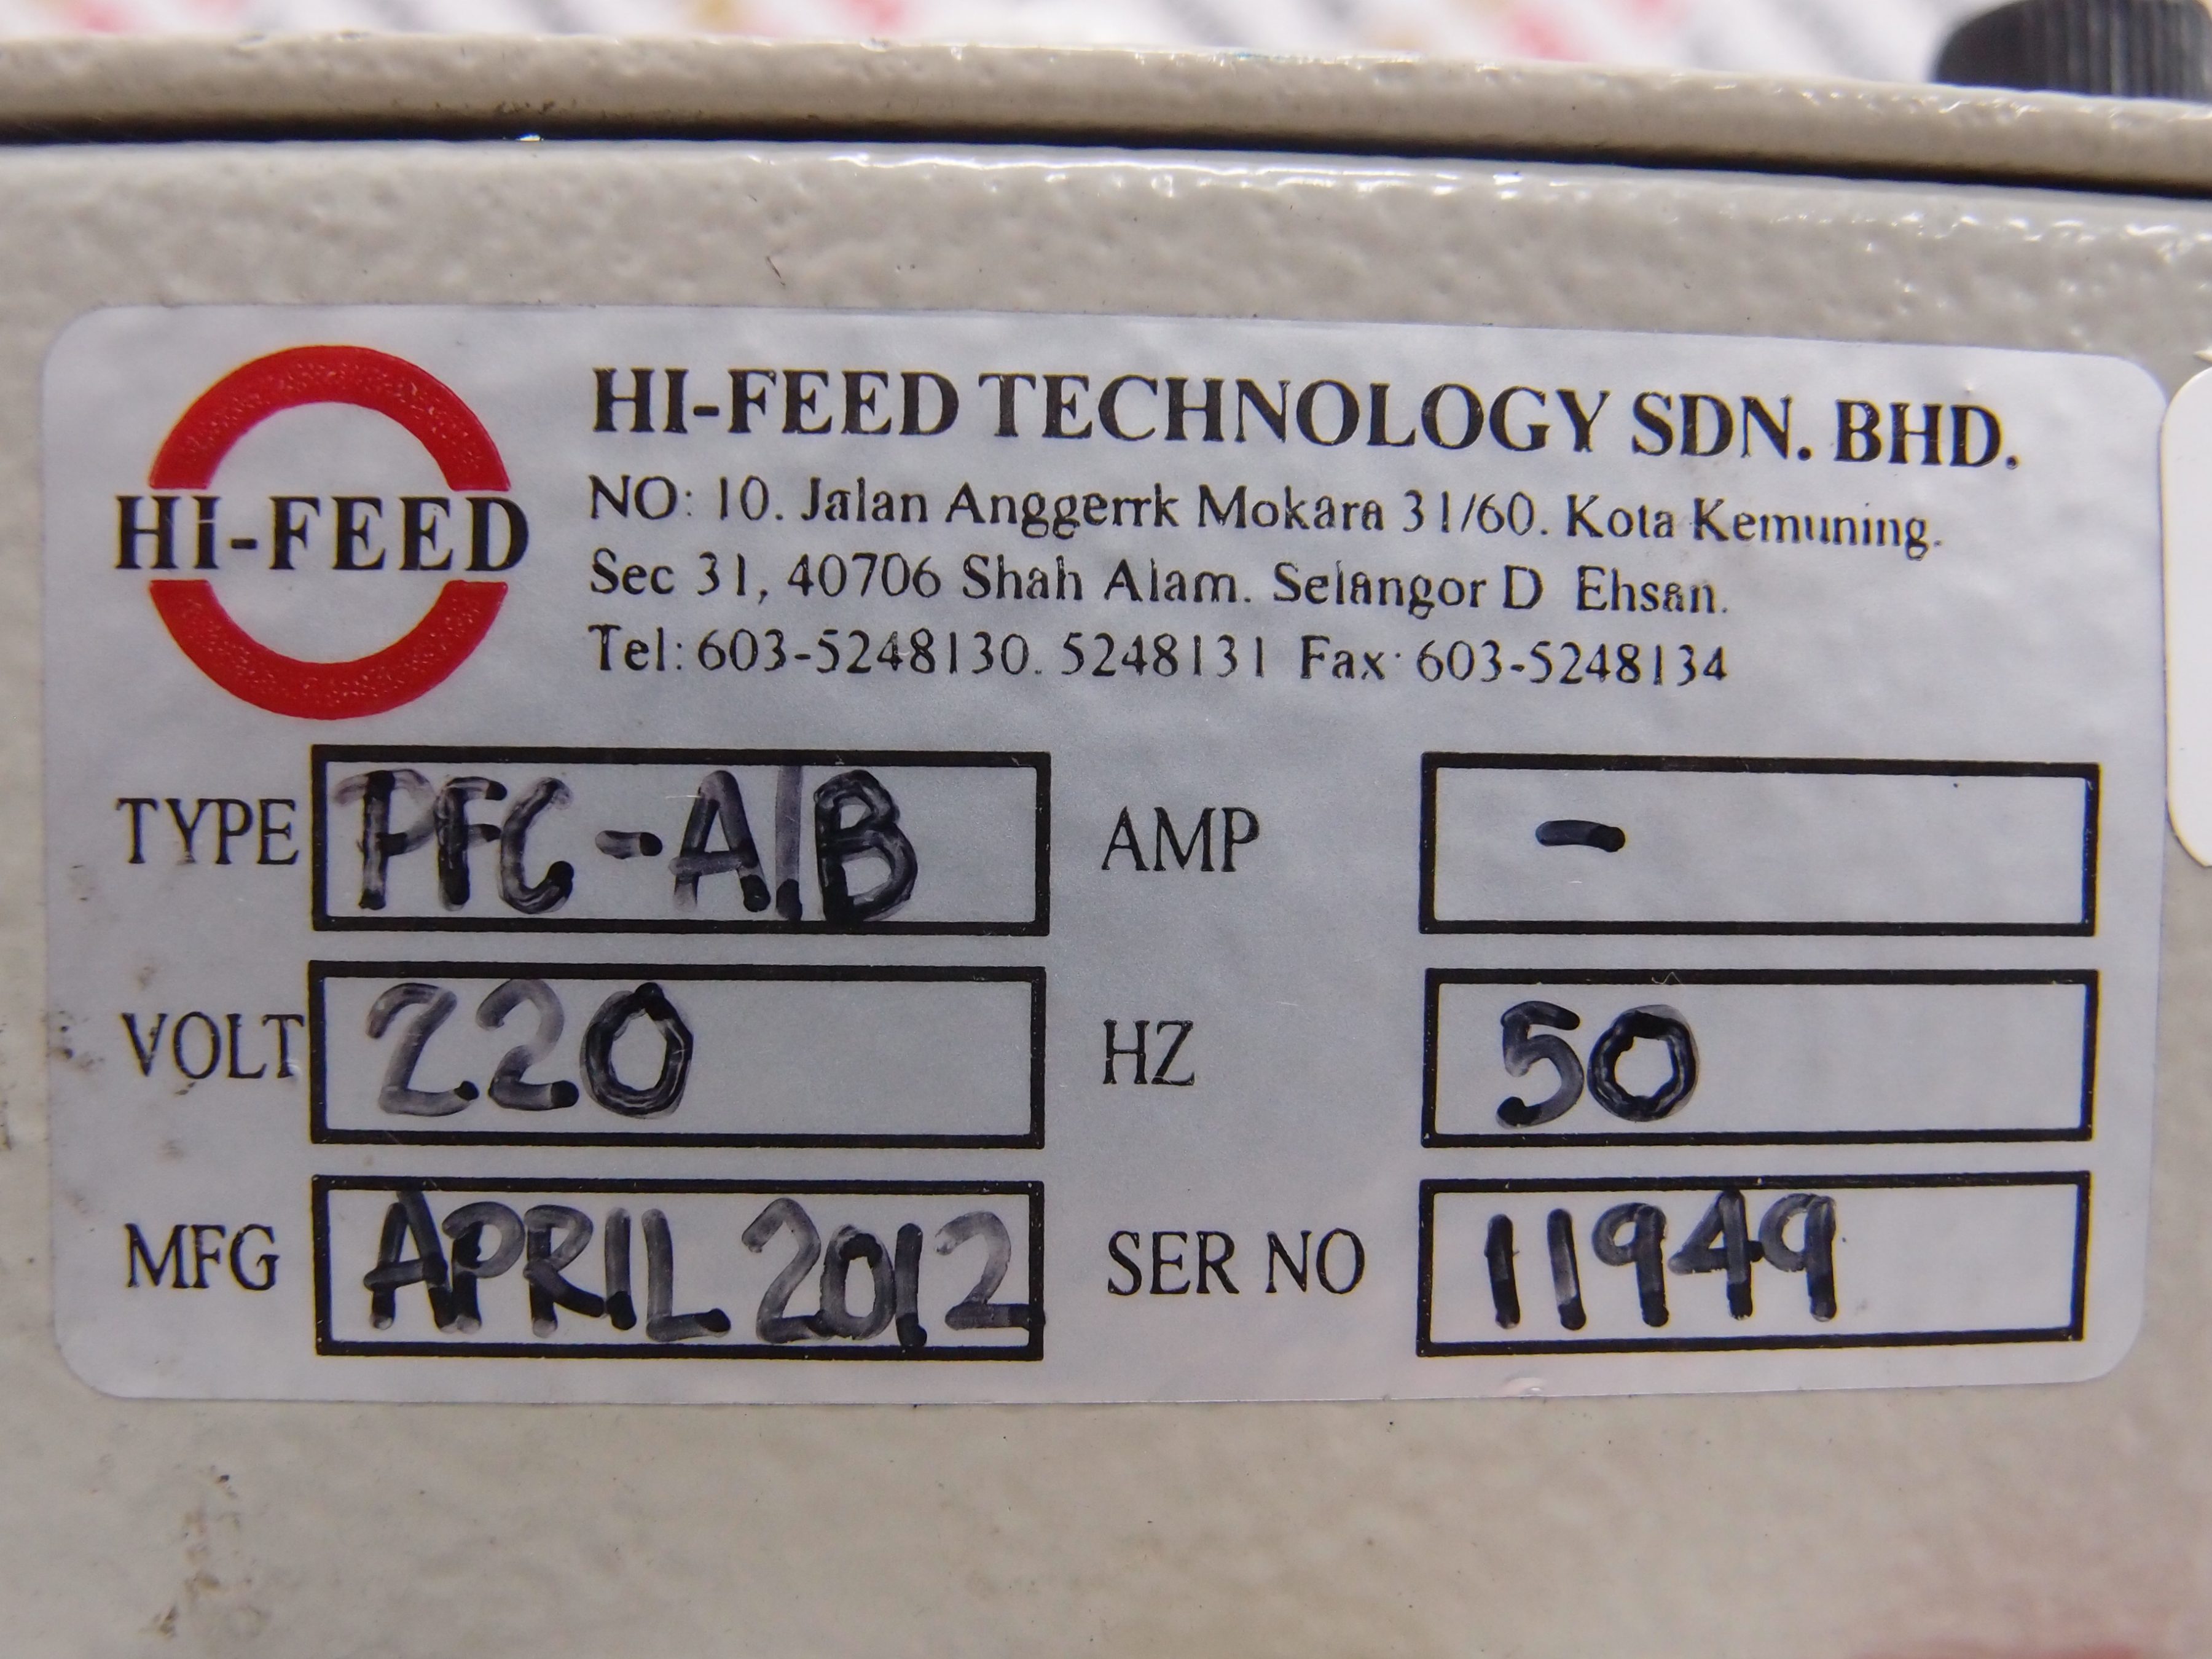 HI-FEED
HI-FEED TECHNOLOGY SDN. BHD.
NO: 10. Jalan Anggerrk Mokara 31/60. Kota Kemuning.
Sec 31, 40706 Shah Alam. Selangor D Ehsan.
Tel: 603-5248130. 5248131 Fax: 603-5248134
TYPE PFC-A/B AMP -
VOLT 220 HZ 50
MFG APRIL 2012 SER NO 11949